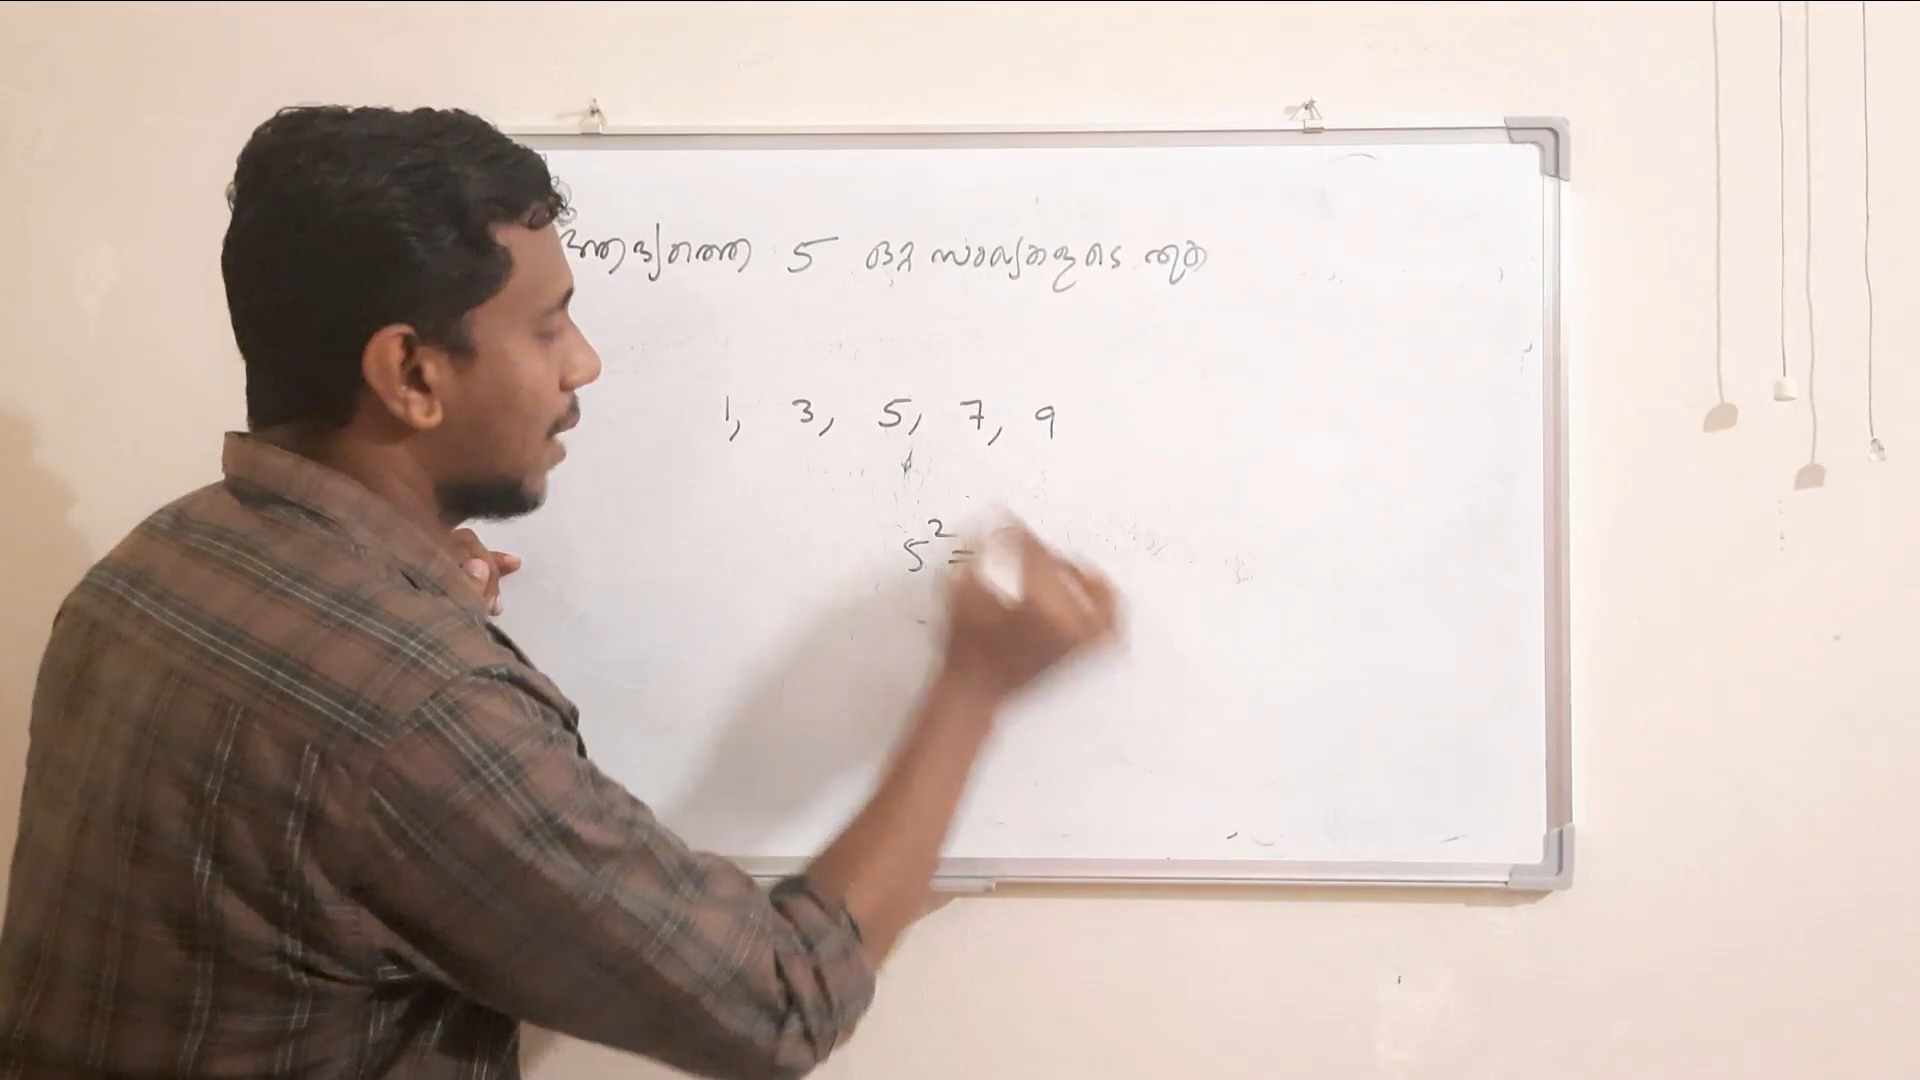 ആദ്യത്തെ 5 ഒറ്റ സംഖ്യകളുടെ തുക
1, 3, 5, 7, 9
5² =